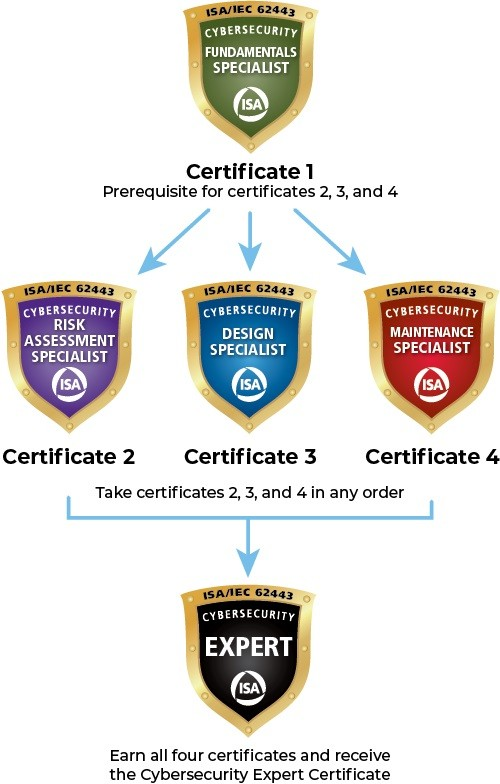 ISA/IEC 62443
CYBERSECURITY
FUNDAMENTALS
SPECIALIST
ISA
Certificate 1
Prerequisite for certificates 2, 3, and 4
ISA/IEC 62443
CYBERSECURITY
RISK
ASSESSMENT
SPECIALIST
ISA
ISA/IEC 62443
CYBERSECURITY
DESIGN
SPECIALIST
ISA
ISA/IEC 62443
CYBERSECURITY
MAINTENANCE
SPECIALIST
ISA
Certificate 2
Certificate 3
Certificate 4
Take certificates 2, 3, and 4 in any order
ISA/IEC 62443
CYBERSECURITY
EXPERT
ISA
Earn all four certificates and receive
the Cybersecurity Expert Certificate